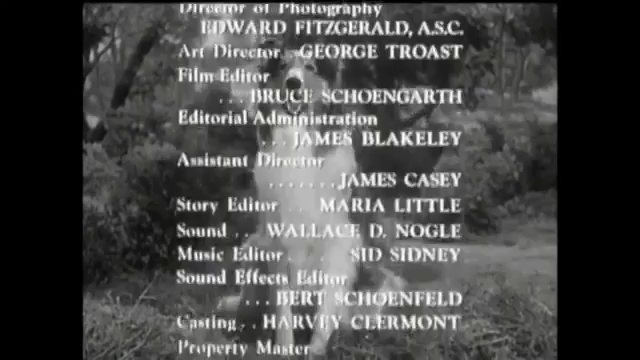 Director of Photography
EDWARD FITZGERALD, A.S.C.
Art Director..GEORGE TROAST
Film Editor
... BRUCE SCHOENGARTH
Editorial Administration
... JAMES BLAKELEY
Assistant Director
.......JAMES CASEY
Story Editor .. MARIA LITTLE
Sound .. WALLACE D. NOGLE
Music Editor. SID SIDNEY
Sound Effects Editor
... BERT SCHOENFELD
Casting.. HARVEY CLERMONT
Property Master